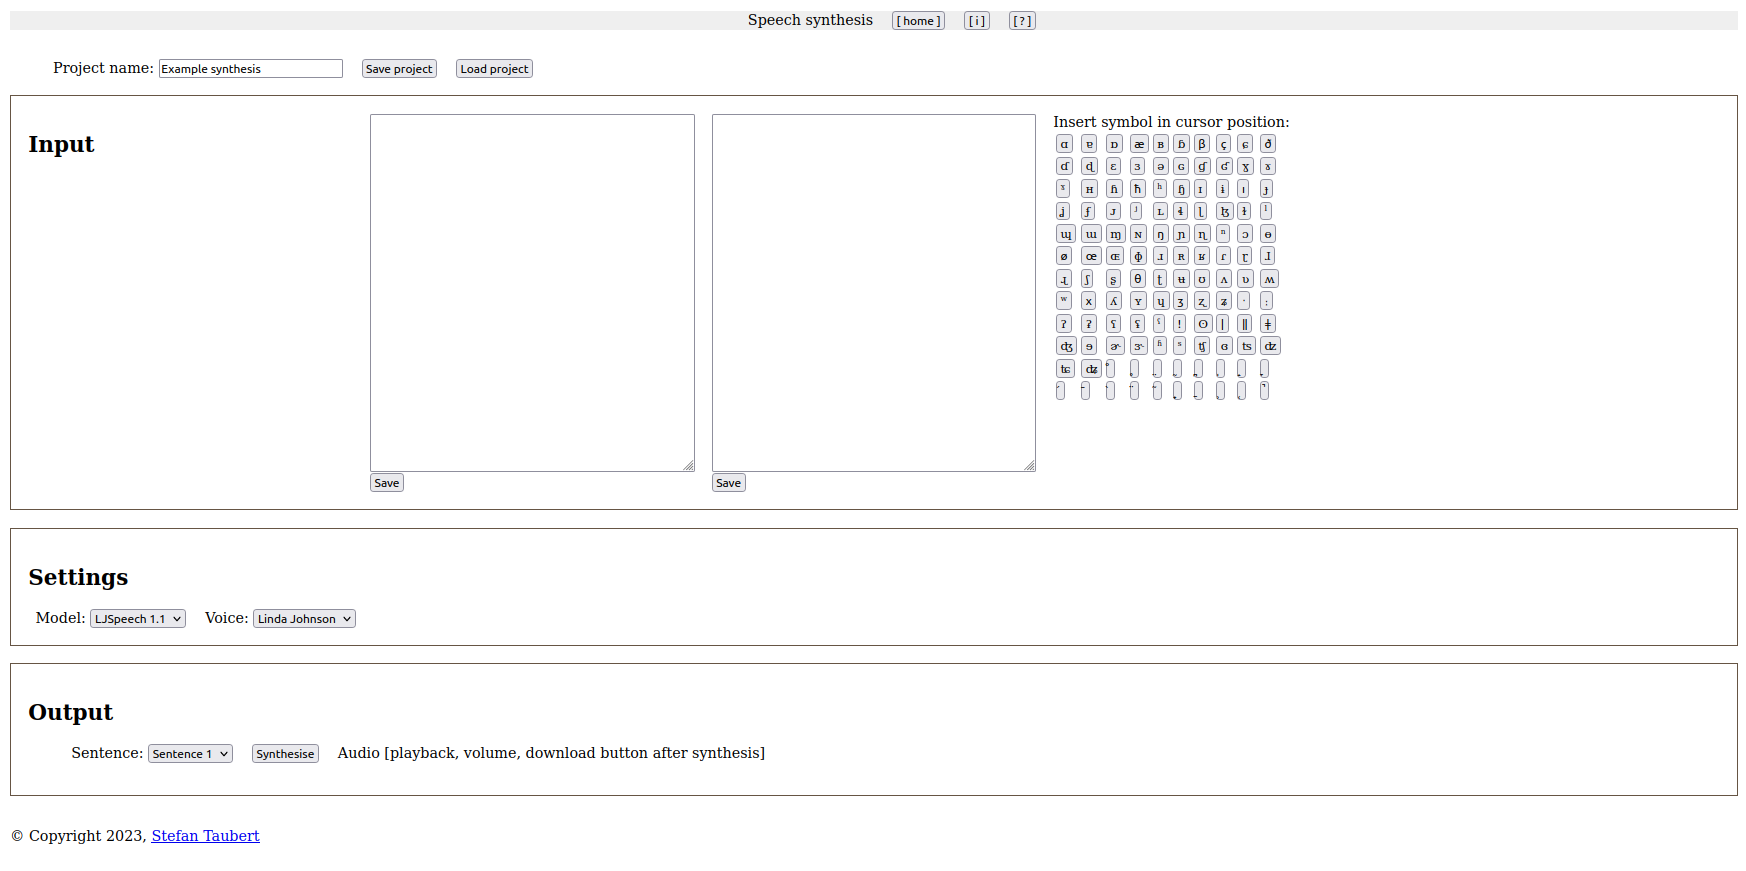 Speech synthesis [ home ] [ i ] [ ? ]
Project name: Example synthesis Save project Load project
Input
Save
Save
Insert symbol in cursor position:
ɑ ɐ ɒ æ ʙ ɓ β ç ɕ ð
ɗ ɖ ɛ ɜ ə ɢ ɠ ʛ ɣ ɤ
ˠ ʜ ɦ ħ ʰ ɧ ɪ ɨ ı ɟ
ʝ ʄ ᴊ ʲ ʟ ɬ ɭ ɮ ɫ ˡ
ɰ ɯ ɱ ɴ ŋ ɲ ɳ ⁿ ɔ ɵ
ø œ ɶ ɸ ɹ ʀ ʁ ɾ ɽ ɺ
ɻ ʃ ʂ θ ʈ ʉ ʊ ʌ ʋ ʍ
ʷ x ʎ ʏ ɥ ʒ ʐ ʑ ˑ ː
ʔ ʡ ʕ ʢ ˤ ! ʘ ǀ ǁ ǂ
ʤ ɘ ɚ ɝ ʱ ˢ ʧ ɞ ʦ ʣ
ʨ ʥ
Settings
Model: LJSpeech 1.1 Voice: Linda Johnson
Output
Sentence: Sentence 1 Synthesise Audio [playback, volume, download button after synthesis]
© Copyright 2023, Stefan Taubert